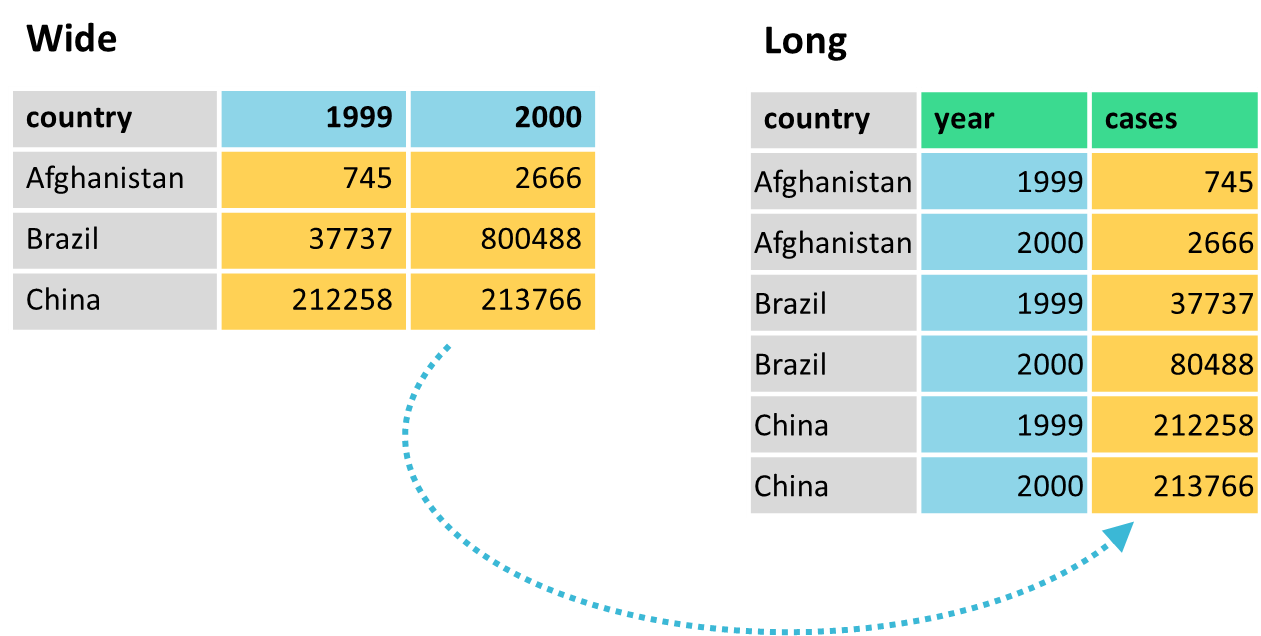 Wide
country 1999 2000
Afghanistan 745 2666
Brazil 37737 800488
China 212258 213766
Long
country year cases
Afghanistan 1999 745
Afghanistan 2000 2666
Brazil 1999 37737
Brazil 2000 80488
China 1999 212258
China 2000 213766